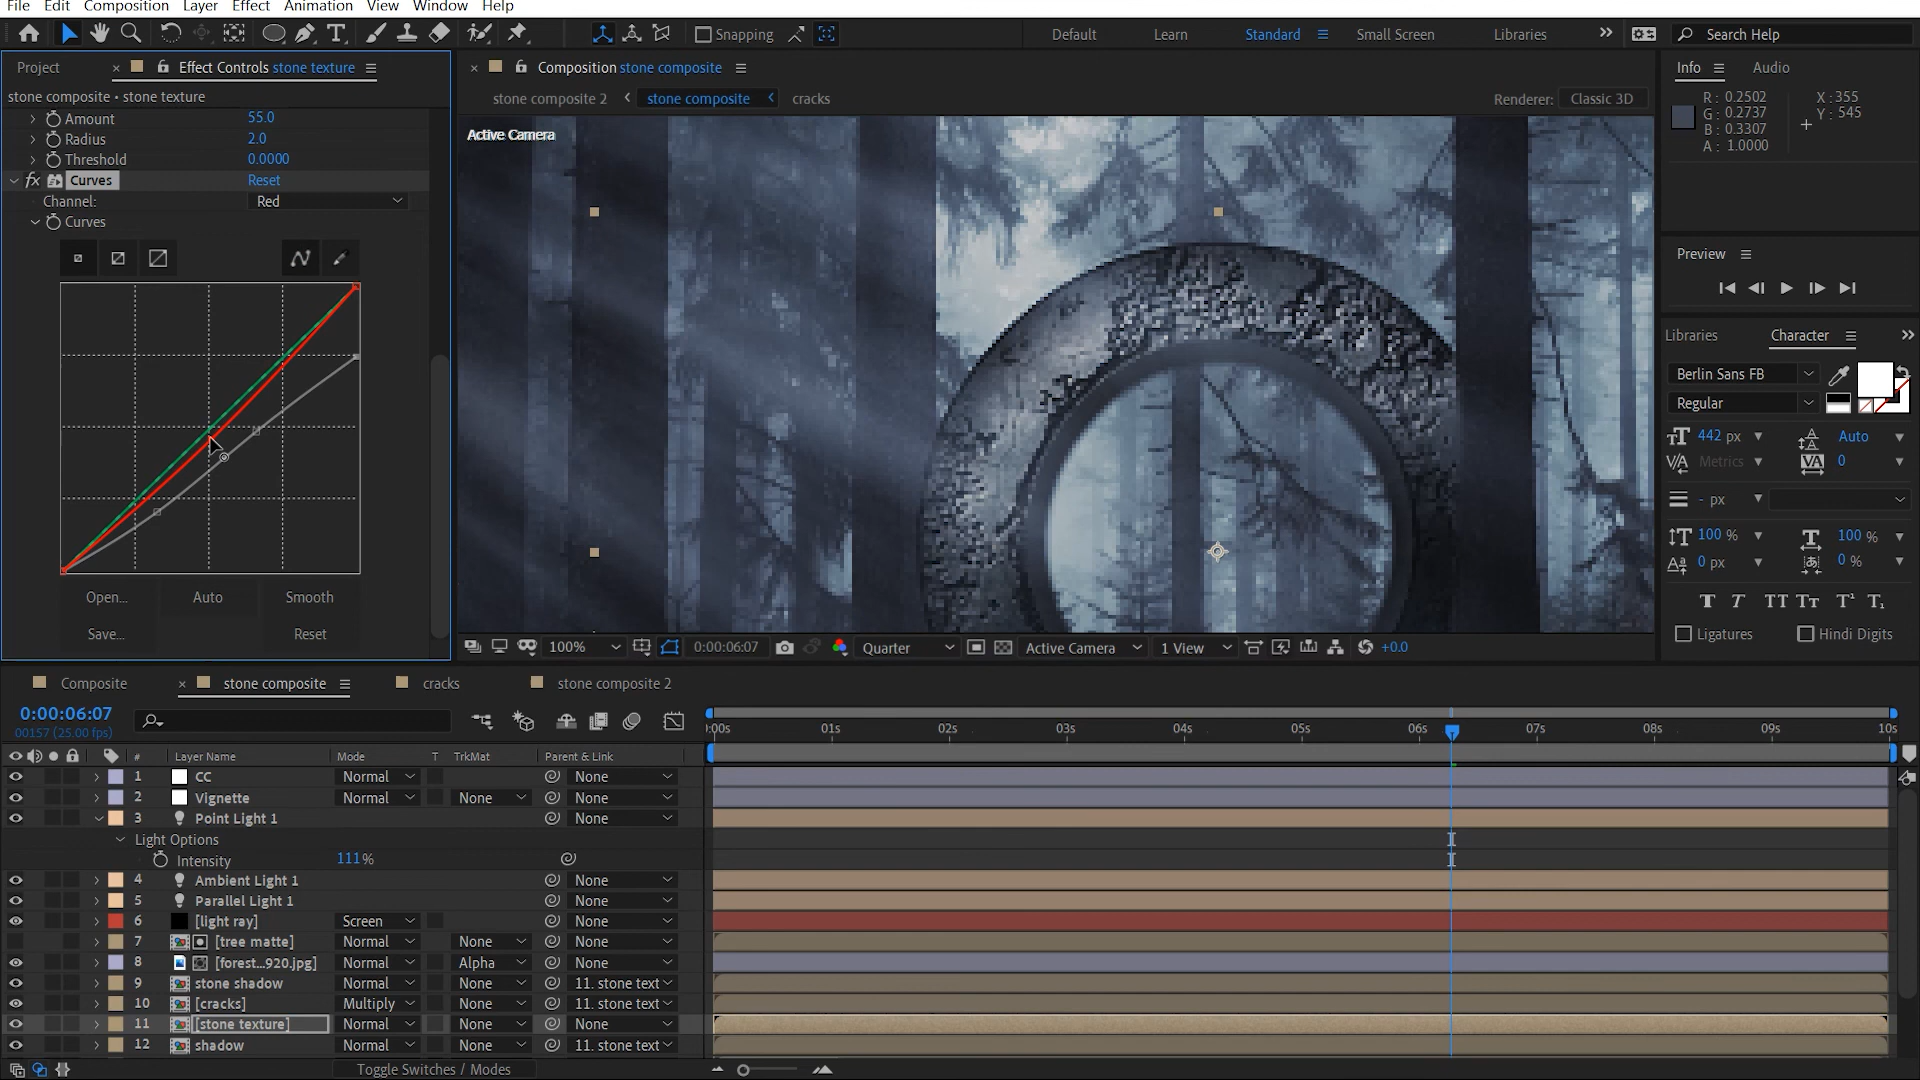 File Edit Composition Layer Effect Animation View Window Help
Snapping
Default Learn Standard Small Screen Libraries
Search Help
Project
Effect Controls stone texture
stone composite • stone texture
Amount 55.0
Radius 2.0
Threshold 0.0000
fx Curves Reset
Channel: Red
Curves
Open... Auto Smooth
Save... Reset
Composition stone composite
stone composite 2 stone composite cracks
Renderer: Classic 3D
Active Camera
100% 0:00:06:07 Quarter Active Camera 1 View +0.0
Info Audio
R: 0.2502
G: 0.2737
B: 0.3307
A: 1.0000
X: 355
Y: 545
Preview
Libraries Character
Berlin Sans FB
Regular
442 px Auto
Metrics 0
- px
100 % 100 %
0 px 0 %
T T TT Tt T¹ T₁
Ligatures Hindi Digits
Composite stone composite cracks stone composite 2
0:00:06:07
00157 (25.00 fps)
:00s 01s 02s 03s 04s 05s 06s 07s 08s 09s 10s
# Layer Name Mode T TrkMat Parent & Link
1 CC Normal None
2 Vignette Normal None None
3 Point Light 1 None
Light Options
Intensity 111%
4 Ambient Light 1 None
5 Parallel Light 1 None
6 [light ray] Screen None
7 [tree matte] Normal None None
8 [forest...920.jpg] Normal Alpha None
9 stone shadow Normal None 11. stone text
10 [cracks] Multiply None 11. stone text
11 [stone texture] Normal None None
12 shadow Normal None 11. stone text
Toggle Switches / Modes